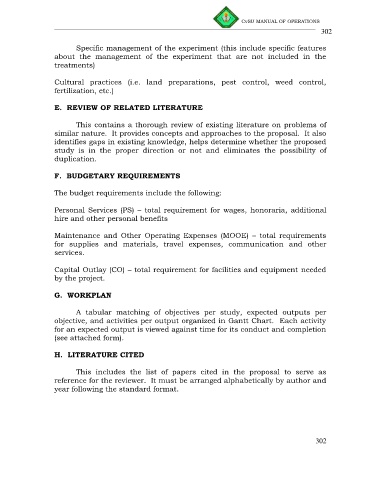 CvSU MANUAL OF OPERATIONS
302
Specific management of the experiment (this include specific features
about the management of the experiment that are not included in the
treatments)
Cultural practices (i.e. land preparations, pest control, weed control,
fertilization, etc.)
E. REVIEW OF RELATED LITERATURE
This contains a thorough review of existing literature on problems of
similar nature. It provides concepts and approaches to the proposal. It also
identifies gaps in existing knowledge, helps determine whether the proposed
study is in the proper direction or not and eliminates the possibility of
duplication.
F. BUDGETARY REQUIREMENTS
The budget requirements include the following:
Personal Services (PS) – total requirement for wages, honoraria, additional
hire and other personal benefits
Maintenance and Other Operating Expenses (MOOE) – total requirements
for supplies and materials, travel expenses, communication and other
services.
Capital Outlay (CO) – total requirement for facilities and equipment needed
by the project.
G. WORKPLAN
A tabular matching of objectives per study, expected outputs per
objective, and activities per output organized in Gantt Chart. Each activity
for an expected output is viewed against time for its conduct and completion
(see attached form).
H. LITERATURE CITED
This includes the list of papers cited in the proposal to serve as
reference for the reviewer. It must be arranged alphabetically by author and
year following the standard format.
302